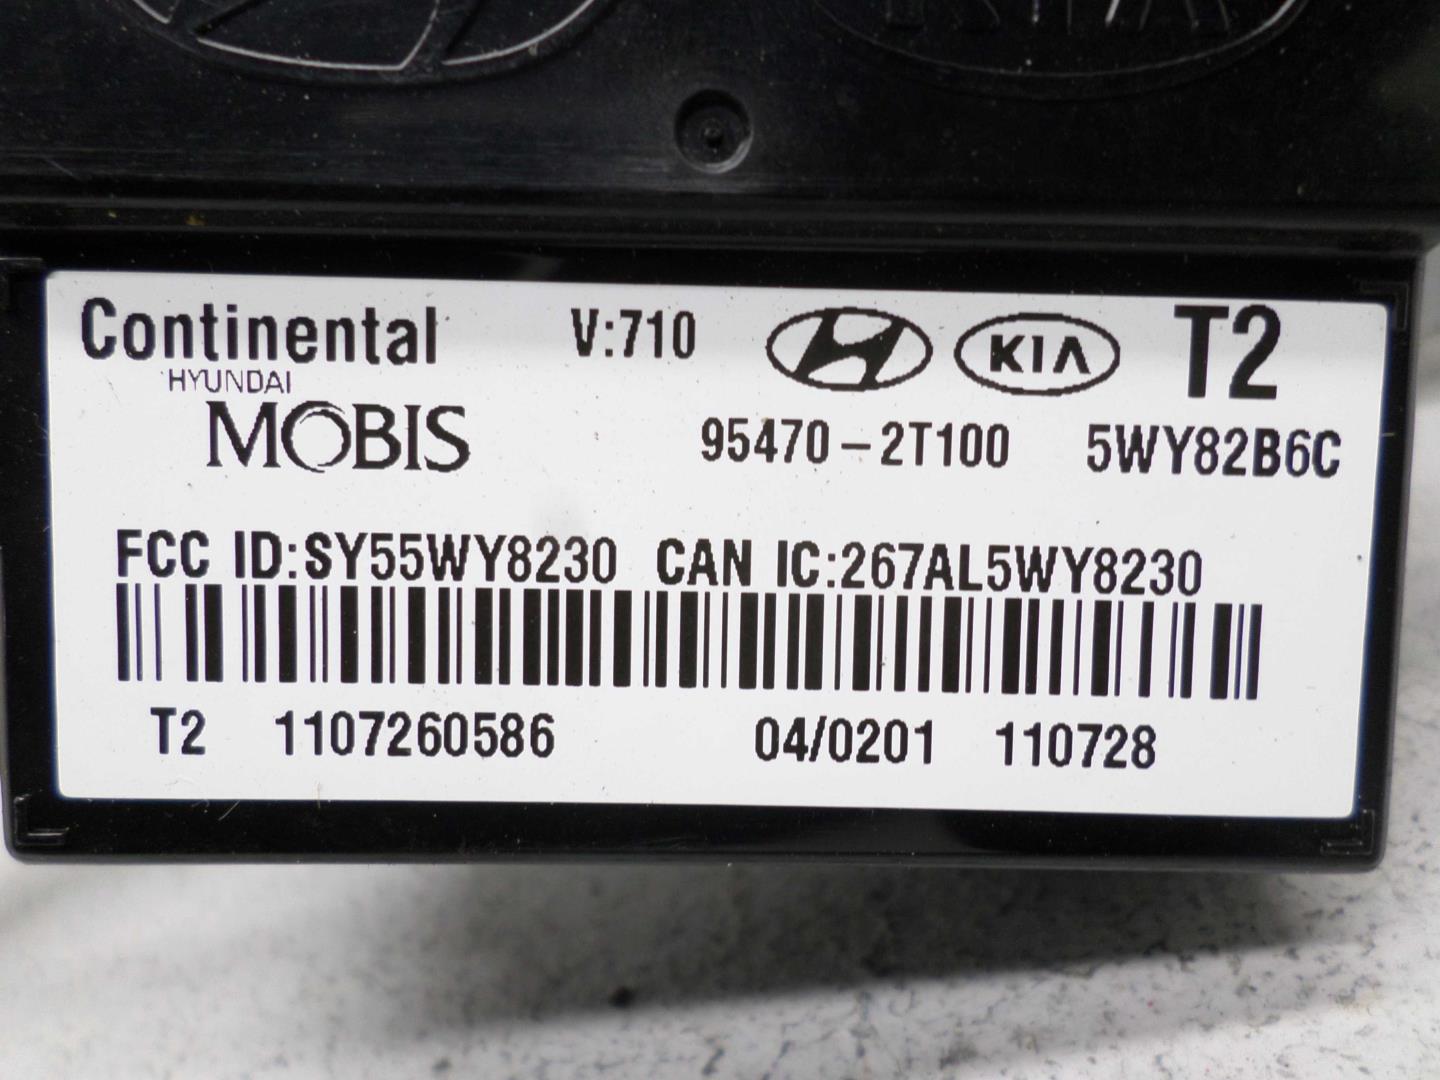 Continental V:710 KIA T2
HYUNDAI
MOBIS 95470-2T100 5WY82B6C
FCC ID:SY55WY8230 CAN IC:267AL5WY8230
T2 1107260586 04/0201 110728